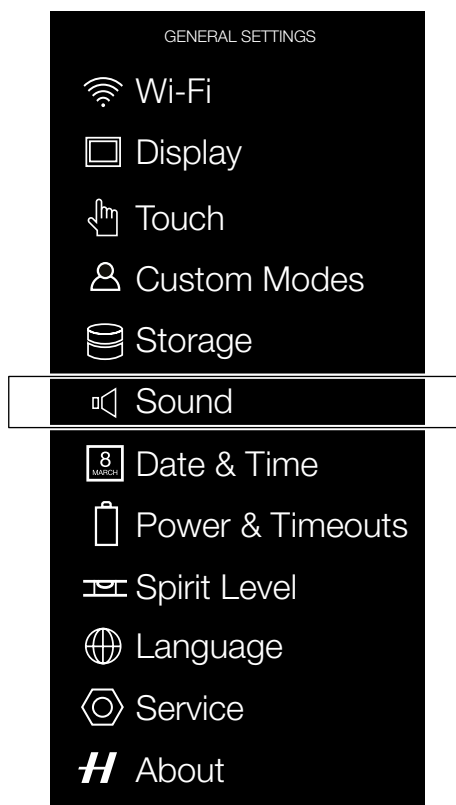 GENERAL SETTINGS
Wi-Fi
Display
Touch
Custom Modes
Storage
Sound
8
MARCH
Date & Time
Power & Timeouts
Spirit Level
Language
Service
H About